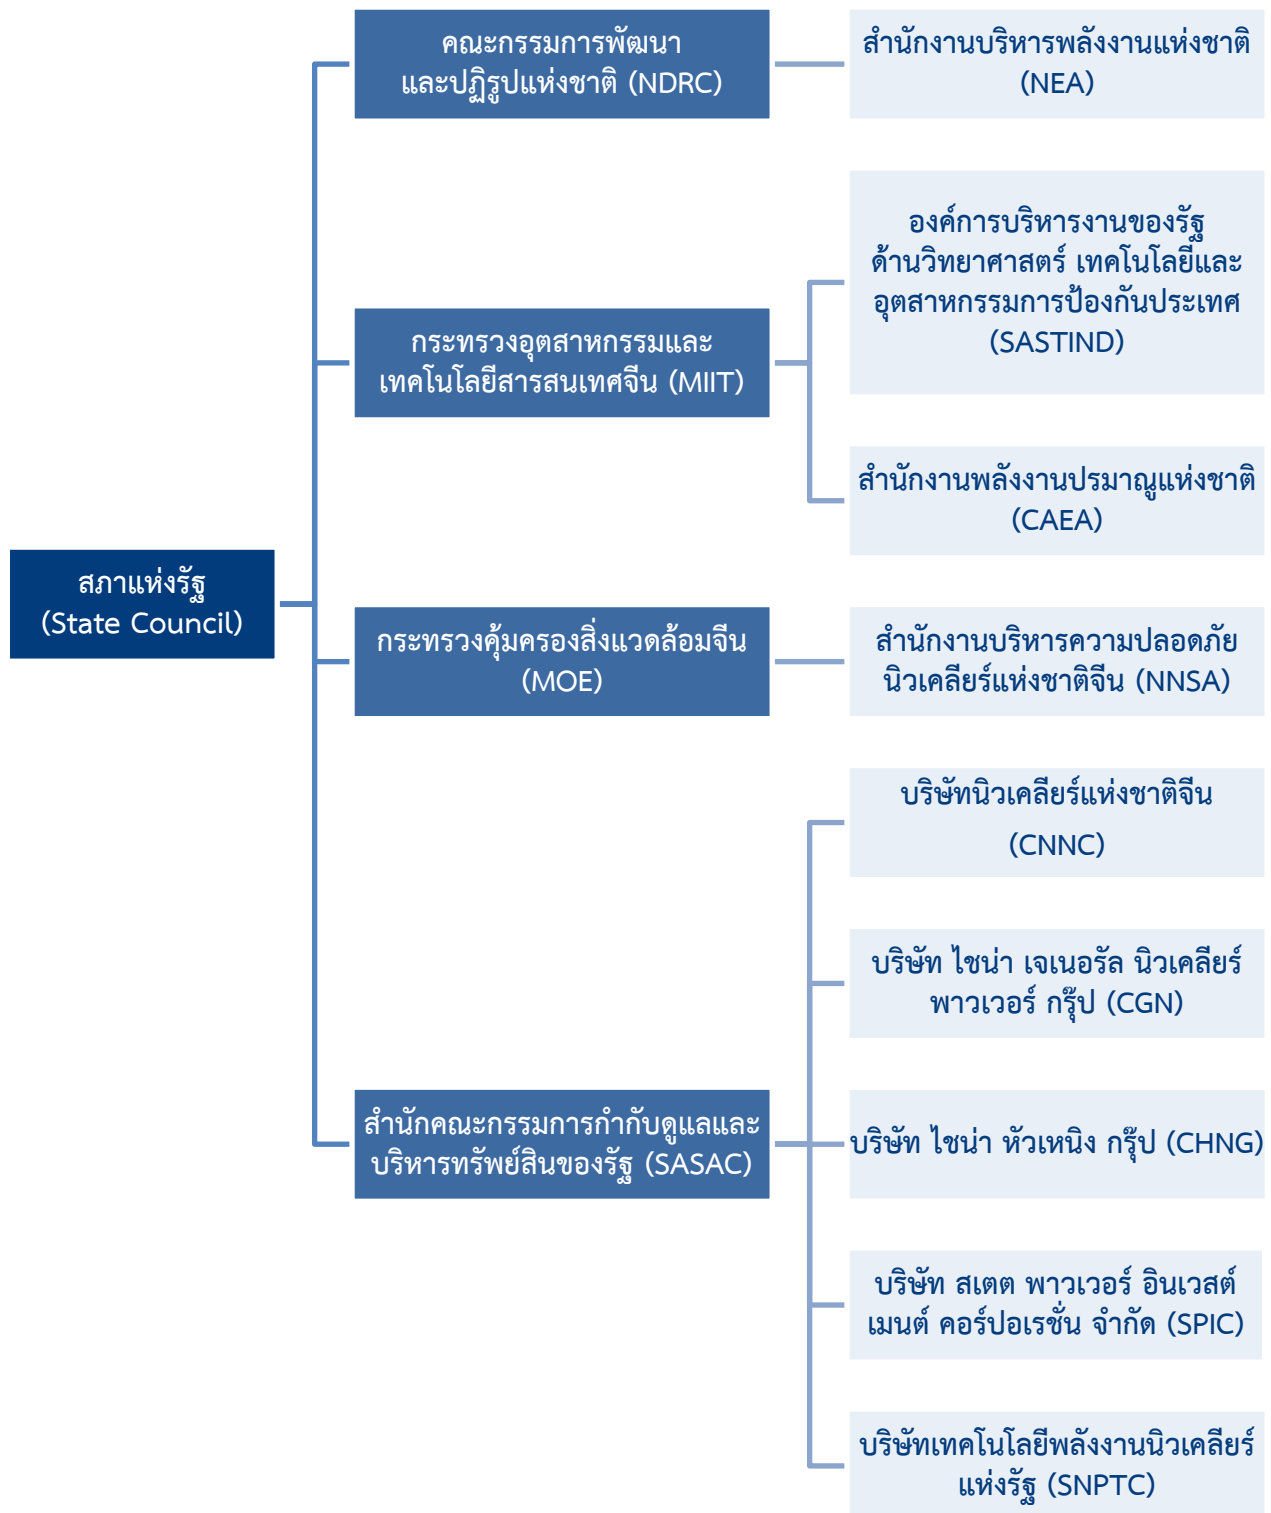 สภาแห่งรัฐ
(State Council)
คณะกรรมการพัฒนา
และปฏิรูปแห่งชาติ (NDRC)
สำนักงานบริหารพลังงานแห่งชาติ
(NEA)
กระทรวงอุตสาหกรรมและ
เทคโนโลยีสารสนเทศจีน (MIIT)
องค์การบริหารงานของรัฐ
ด้านวิทยาศาสตร์ เทคโนโลยีและ
อุตสาหกรรมการป้องกันประเทศ
(SASTIND)
สำนักงานพลังงานปรมาณูแห่งชาติ
(CAEA)
กระทรวงคุ้มครองสิ่งแวดล้อมจีน
(MOE)
สำนักงานบริหารความปลอดภัย
นิวเคลียร์แห่งชาติจีน (NNSA)
สำนักคณะกรรมการกำกับดูแลและ
บริหารทรัพย์สินของรัฐ (SASAC)
บริษัทนิวเคลียร์แห่งชาติจีน
(CNNC)
บริษัท ไชน่า เจเนอรัล นิวเคลียร์
พาวเวอร์ กรุ๊ป (CGN)
บริษัท ไชน่า หัวเหนิง กรุ๊ป (CHNG)
บริษัท สเตต พาวเวอร์ อินเวสต์
เมนต์ คอร์ปอเรชั่น จำกัด (SPIC)
บริษัทเทคโนโลยีพลังงานนิวเคลียร์
แห่งรัฐ (SNPTC)